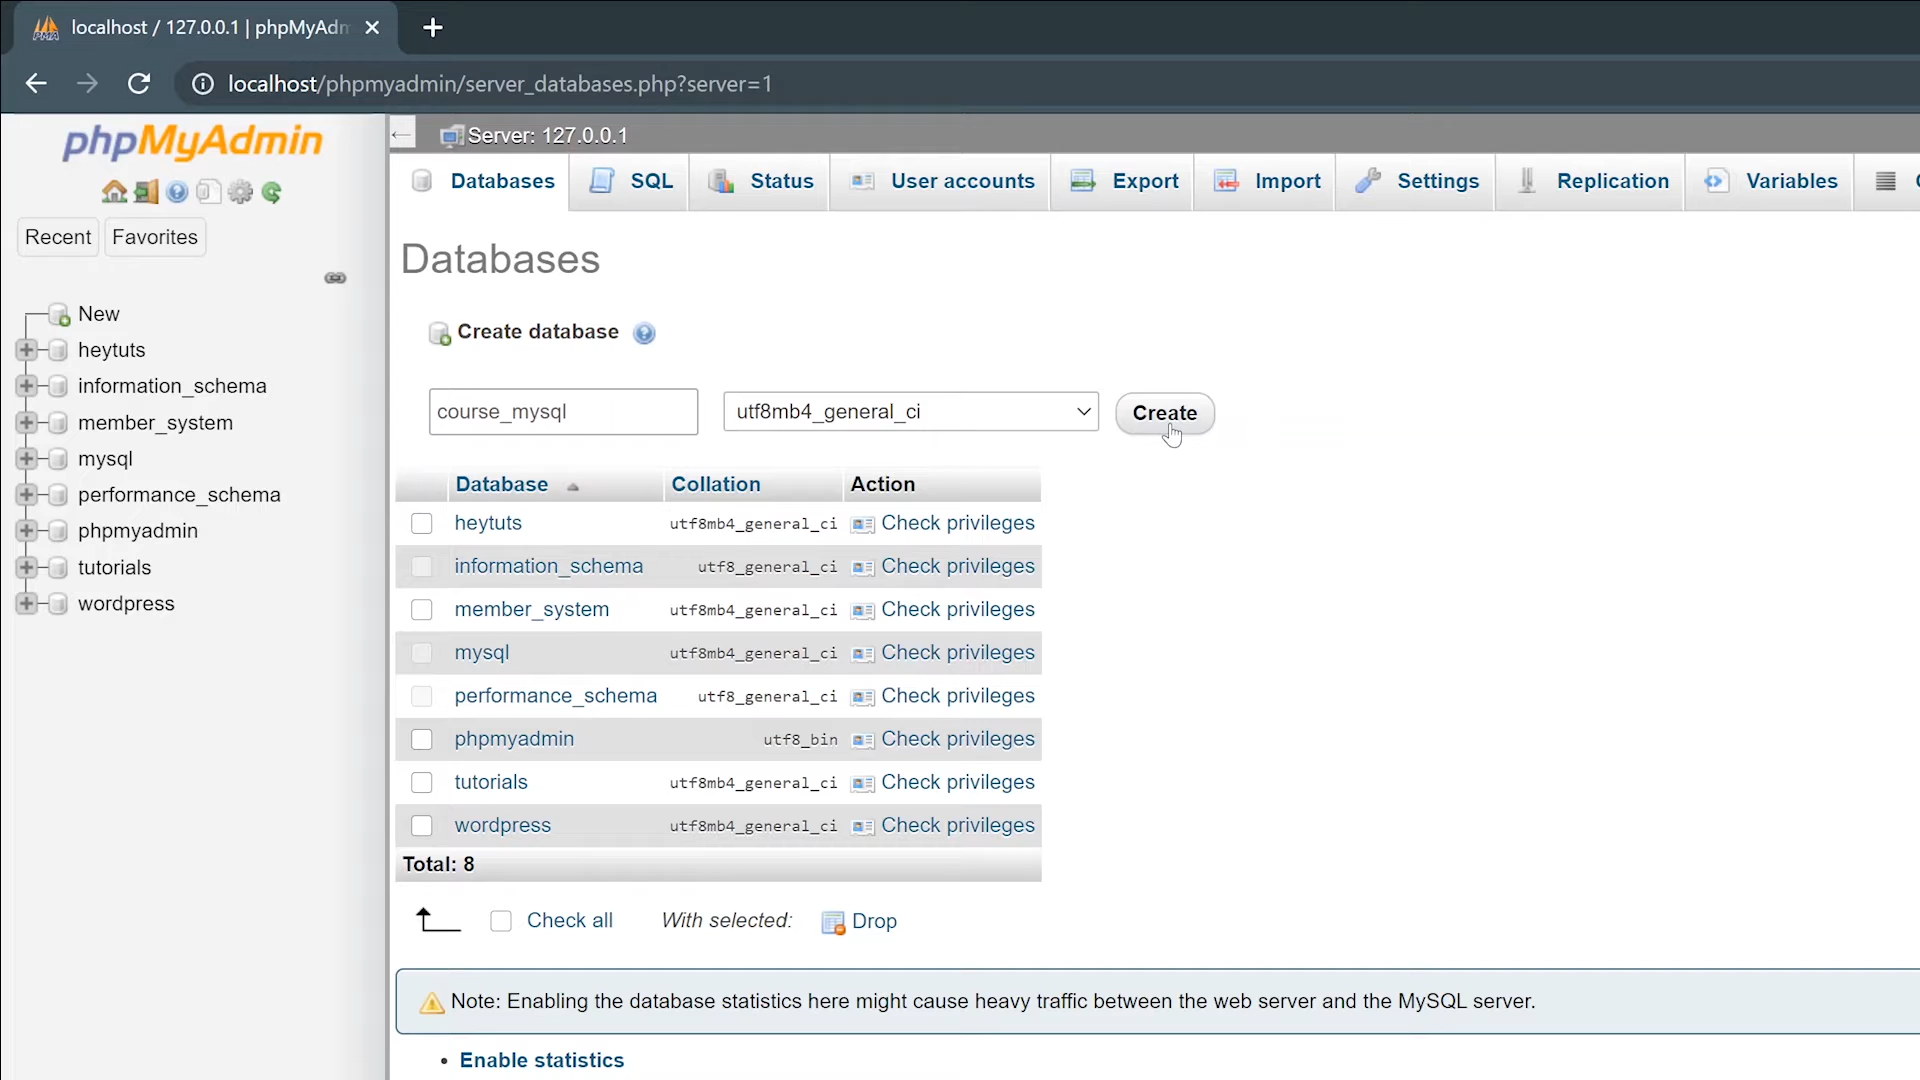 localhost / 127.0.0.1 | phpMyAdm
localhost/phpmyadmin/server_databases.php?server=1
phpMyAdmin
Recent
Favorites
New
heytuts
information_schema
member_system
mysql
performance_schema
phpmyadmin
tutorials
wordpress
Server: 127.0.0.1
Databases
SQL
Status
User accounts
Export
Import
Settings
Replication
Variables
Databases
Create database
course_mysql
utf8mb4_general_ci
Create
Database Collation Action
heytuts utf8mb4_general_ci Check privileges
information_schema utf8_general_ci Check privileges
member_system utf8mb4_general_ci Check privileges
mysql utf8mb4_general_ci Check privileges
performance_schema utf8_general_ci Check privileges
phpmyadmin utf8_bin Check privileges
tutorials utf8mb4_general_ci Check privileges
wordpress utf8mb4_general_ci Check privileges
Total: 8
Check all With selected: Drop
Note: Enabling the database statistics here might cause heavy traffic between the web server and the MySQL server.
• Enable statistics